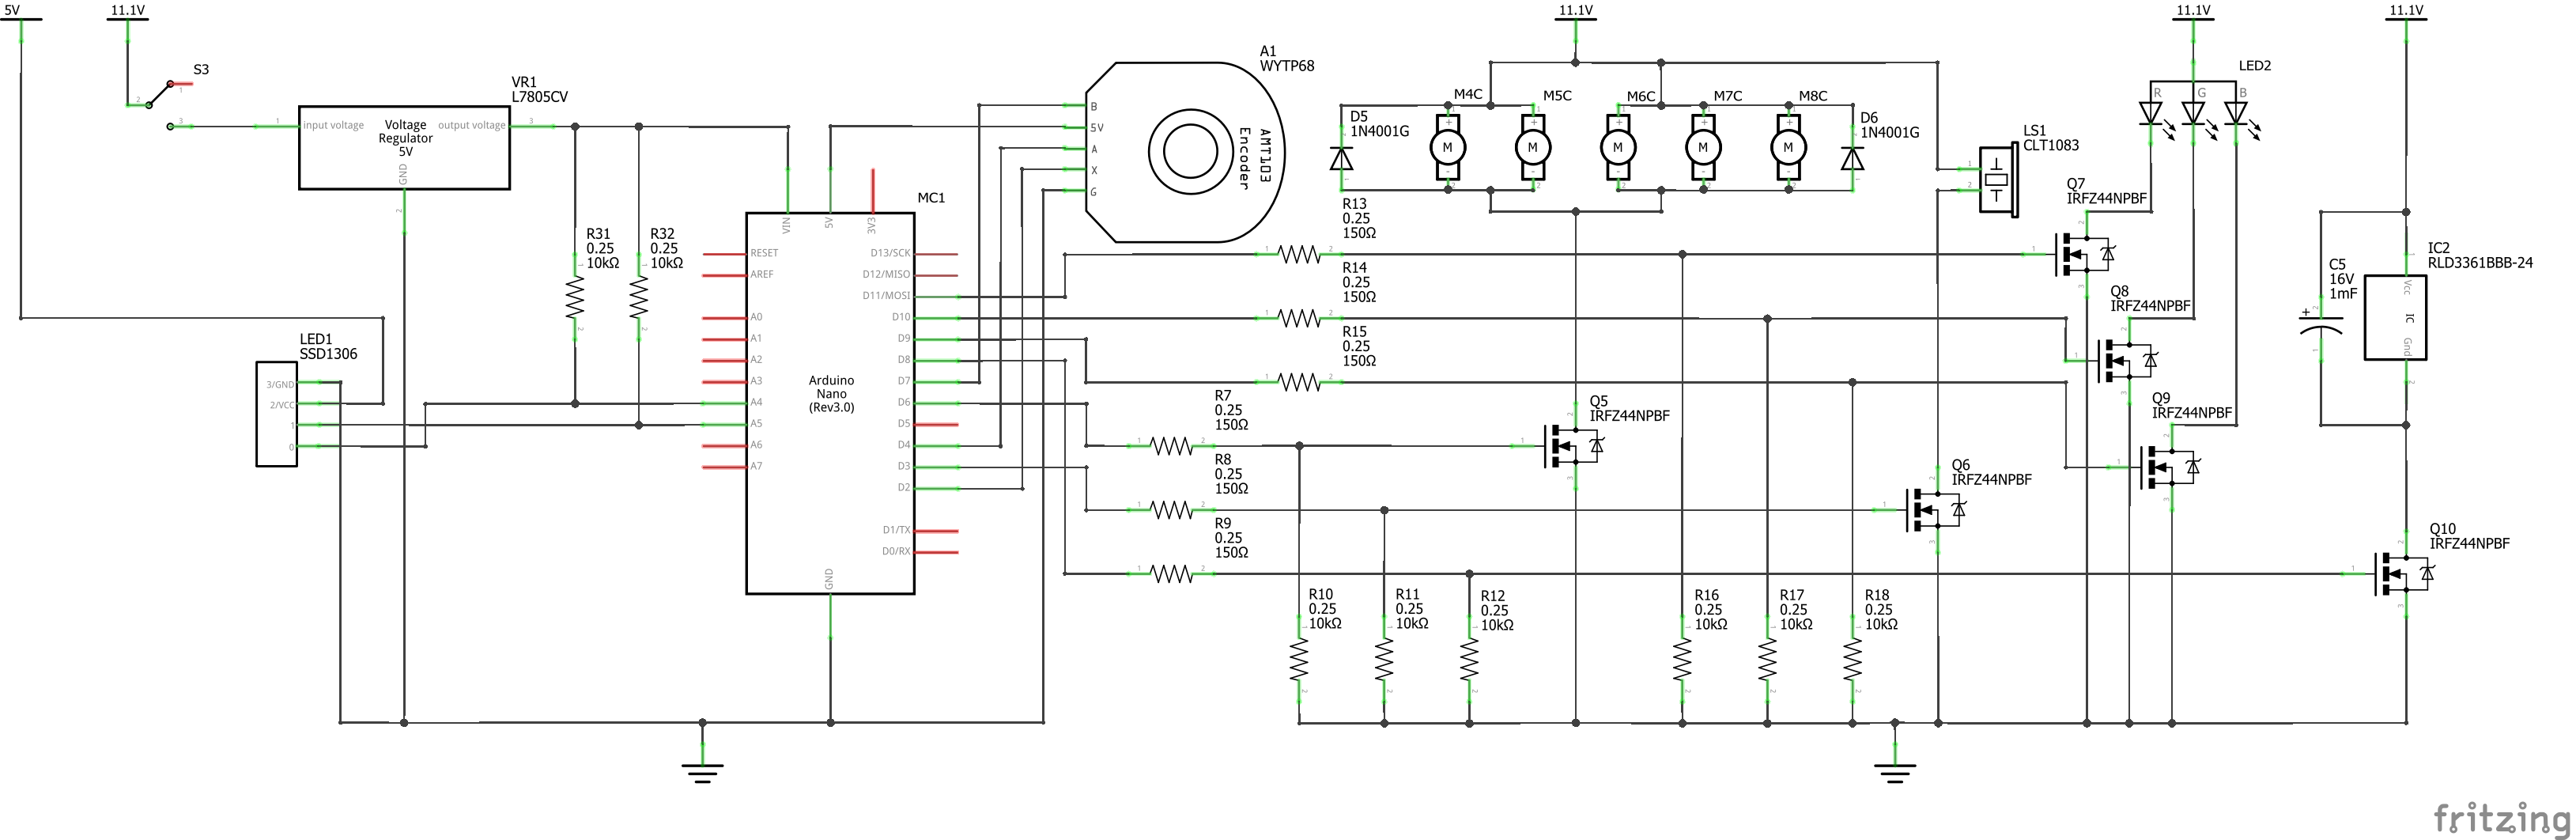 5V
11.1V
11.1V
11.1V
11.1V
S3
1
2
3
VR1
L7805CV
1
input voltage
Voltage
Regulator
5V
output voltage
3
GND
2
A1
WYTP68
B
5V
A
X
G
AMT103
Encoder
D5
1N4001G
M4C
M5C
M6C
M7C
M8C
D6
1N4001G
M
M
M
M
M
LS1
CLT1083
1
2
LED2
R
G
B
R31
0.25
10kΩ
R32
0.25
10kΩ
MC1
VIN
5V
3V3
RESET
AREF
A0
A1
A2
A3
A4
A5
A6
A7
Arduino
Nano
(Rev3.0)
D13/SCK
D12/MISO
D11/MOSI
D10
D9
D8
D7
D6
D5
D4
D3
D2
D1/TX
D0/RX
GND
LED1
SSD1306
3/GND
2/VCC
1
0
R13
0.25
150Ω
R14
0.25
150Ω
R15
0.25
150Ω
R7
0.25
150Ω
R8
0.25
150Ω
R9
0.25
150Ω
R10
0.25
10kΩ
R11
0.25
10kΩ
R12
0.25
10kΩ
R16
0.25
10kΩ
R17
0.25
10kΩ
R18
0.25
10kΩ
Q5
IRFZ44NPBF
Q6
IRFZ44NPBF
Q7
IRFZ44NPBF
Q8
IRFZ44NPBF
Q9
IRFZ44NPBF
Q10
IRFZ44NPBF
C5
16V
1mF
+
IC2
RLD3361BBB-24
Vcc
IC
Gnd
fritzing